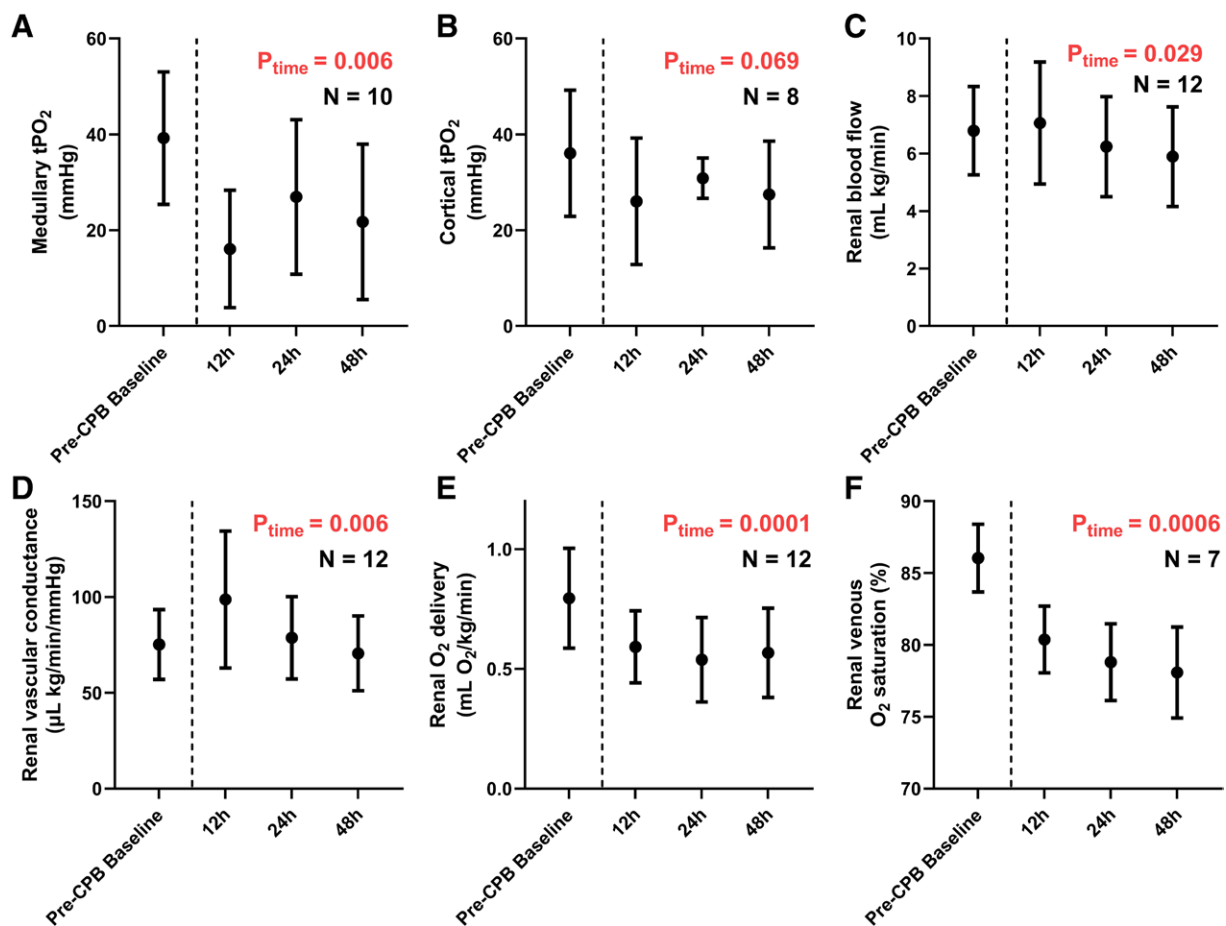 A
Medullary tPO2
(mmHg)
60
40
20
0
Ptime = 0.006
N = 10
Pre-CPB Baseline
12h
24h
48h
B
Cortical tPO2
(mmHg)
60
40
20
0
Ptime = 0.069
N = 8
Pre-CPB Baseline
12h
24h
48h
C
Renal blood flow
(mL kg/min)
10
8
6
4
2
0
Ptime = 0.029
N = 12
Pre-CPB Baseline
12h
24h
48h
D
Renal vascular conductance
(µL kg/min/mmHg)
150
100
50
0
Ptime = 0.006
N = 12
Pre-CPB Baseline
12h
24h
48h
E
Renal O2 delivery
(mL O2/kg/min)
1.0
0.5
0.0
Ptime = 0.0001
N = 12
Pre-CPB Baseline
12h
24h
48h
F
Renal venous
O2 saturation (%)
90
85
80
75
70
Ptime = 0.0006
N = 7
Pre-CPB Baseline
12h
24h
48h